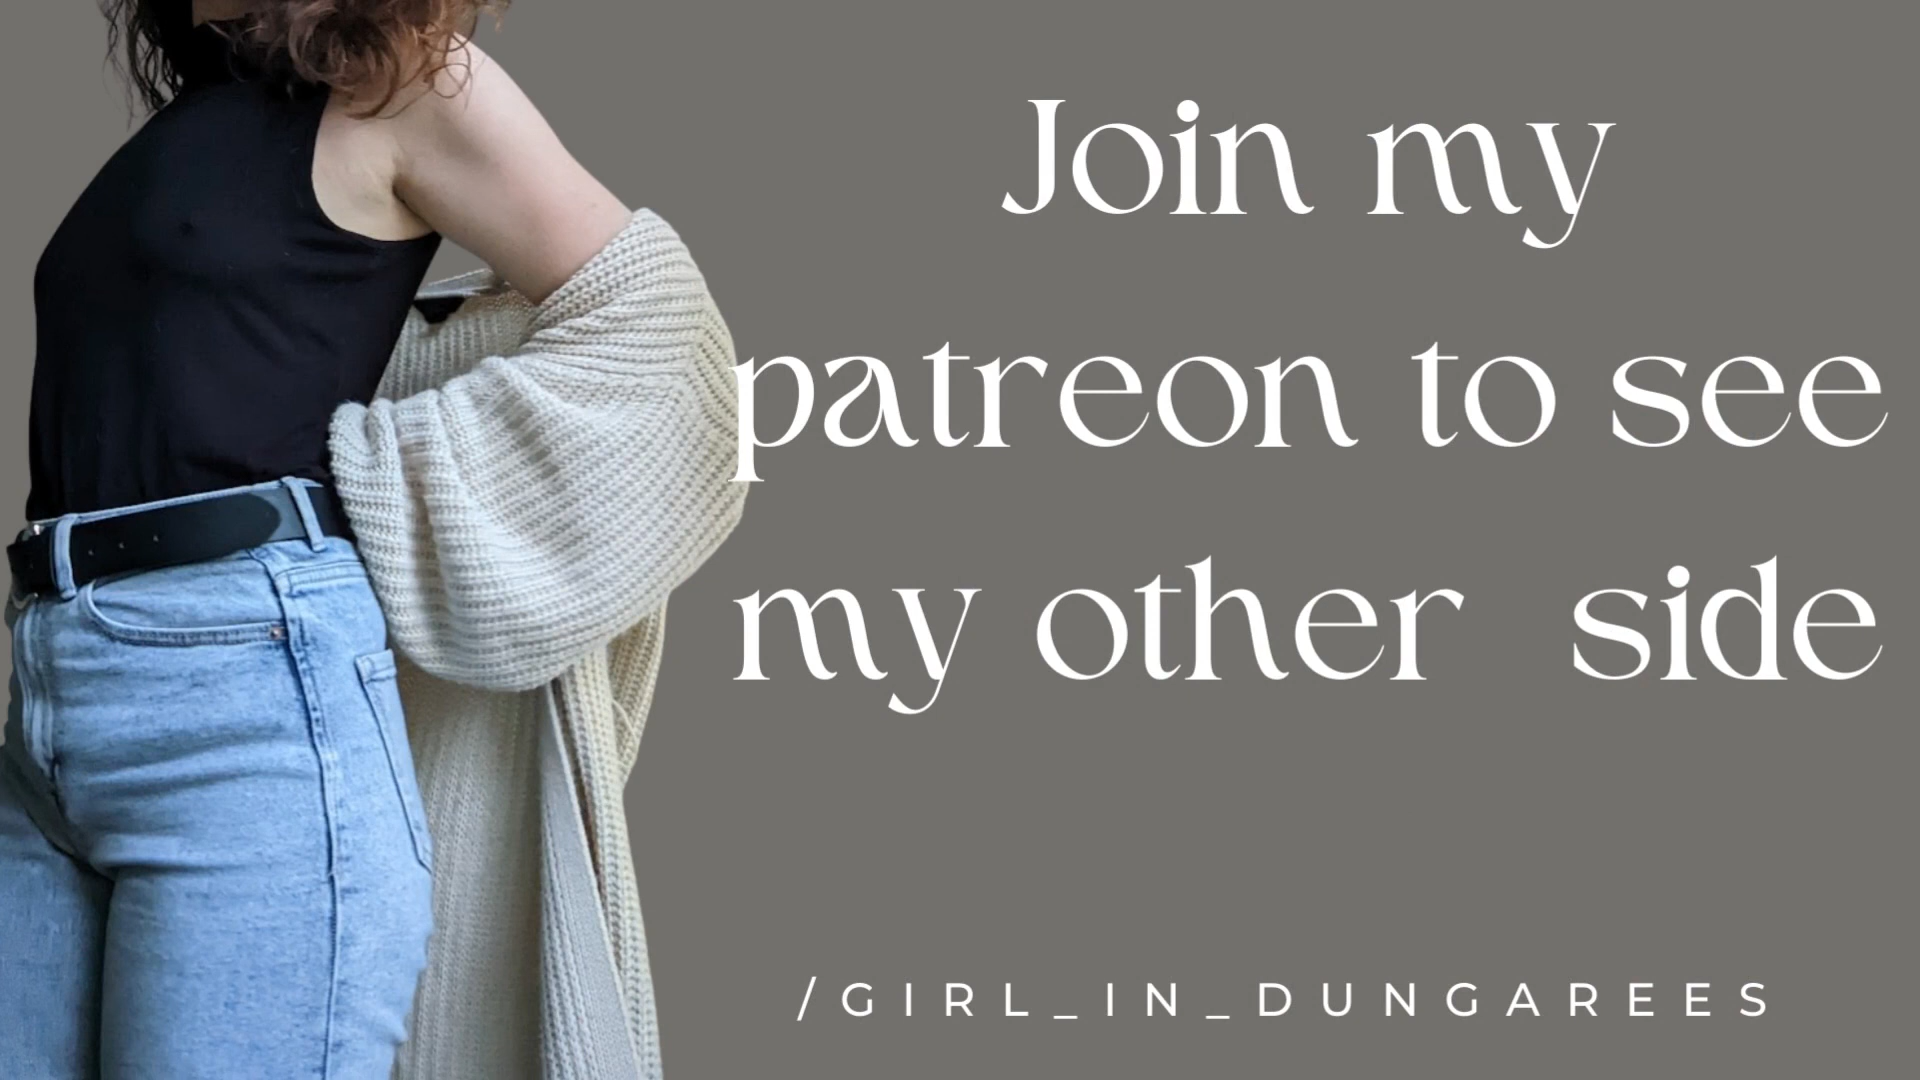 Join my
patreon to see
my other side
/GIRL_IN_DUNGAREES